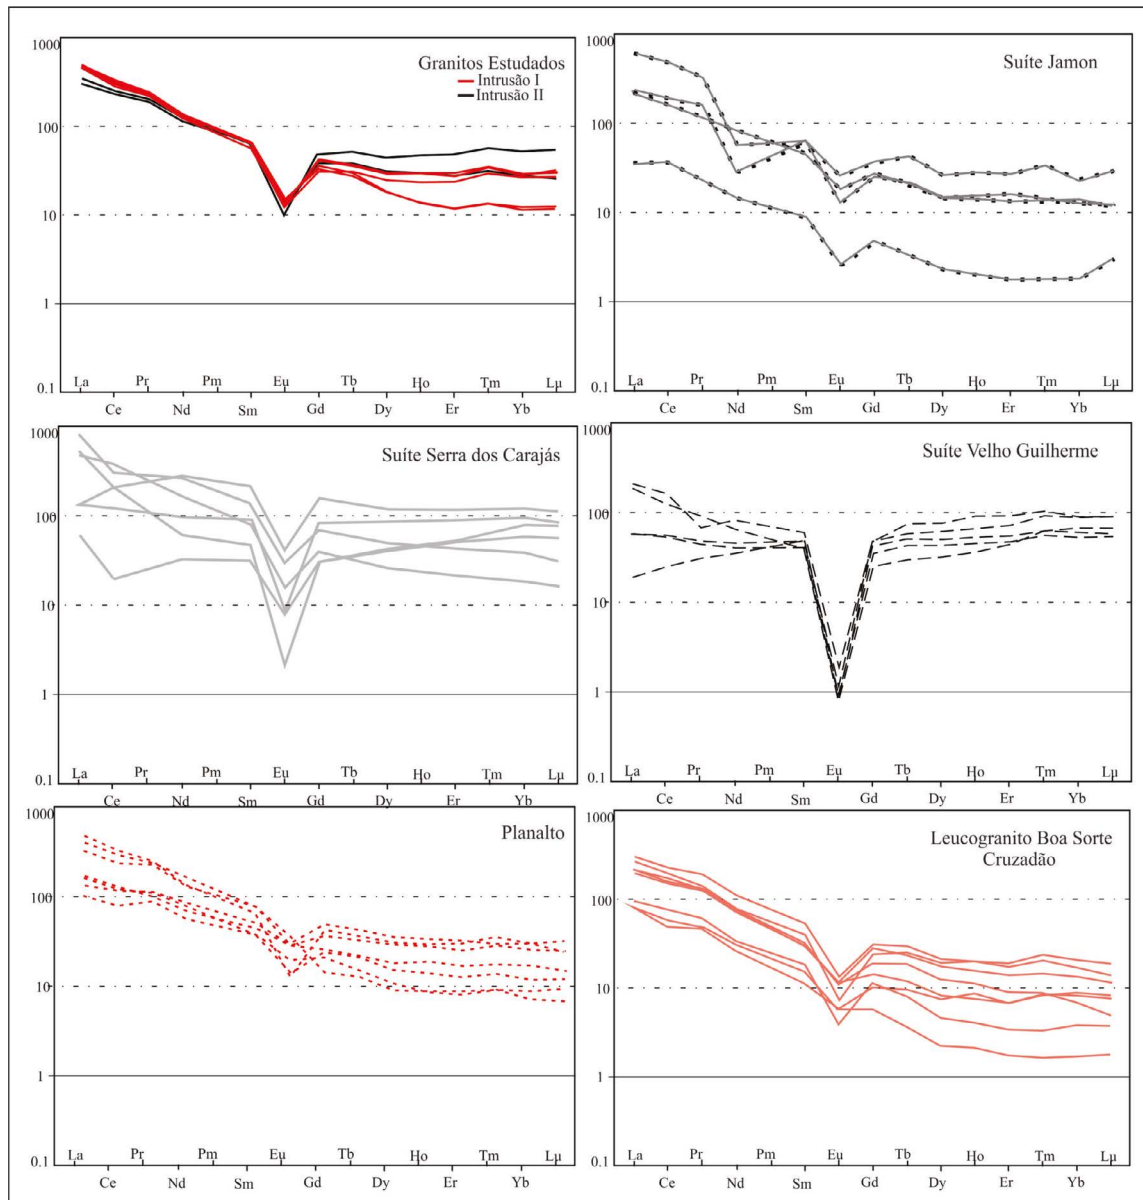 Granitos Estudados
Intrusão I
Intrusão II
1000
100
10
1
0.1
La Pr Pm Eu Tb Ho Tm Lµ
Ce Nd Sm Gd Dy Er Yb
Suíte Jamon
1000
100
10
1
0.1
La Pr Pm Eu Tb Ho Tm Lµ
Ce Nd Sm Gd Dy Er Yb
Suíte Serra dos Carajás
1000
100
10
1
0.1
La Pr Pm Eu Tb Ho Tm Lµ
Ce Nd Sm Gd Dy Er Yb
Suíte Velho Guilherme
1000
100
10
1
0.1
La Pr Pm Eu Tb Ho Tm Lµ
Ce Nd Sm Gd Dy Er Yb
Planalto
1000
100
10
1
0.1
La Pr Pm Eu Tb Ho Tm Lµ
Ce Nd Sm Gd Dy Er Yb
Leucogranito Boa Sorte
Cruzadão
1000
100
10
1
0.1
La Pr Pm Eu Tb Ho Tm Lµ
Ce Nd Sm Gd Dy Er Yb